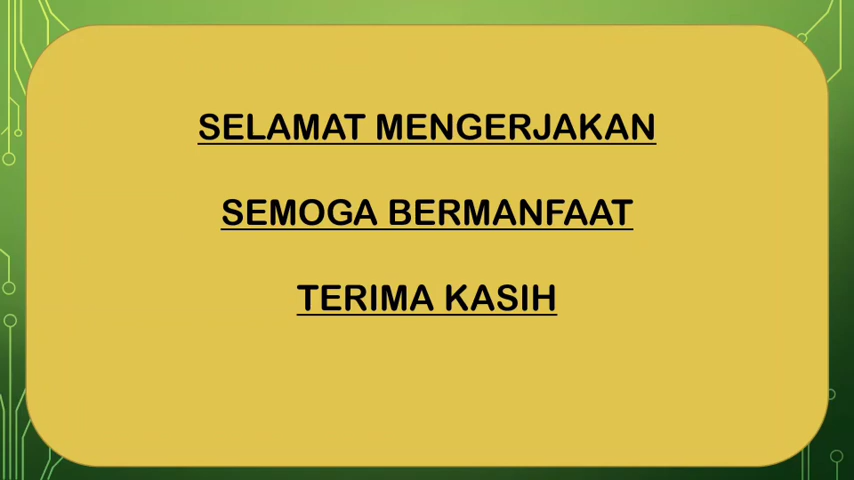 SELAMAT MENGERJAKAN
SEMOGA BERMANFAAT
TERIMA KASIH